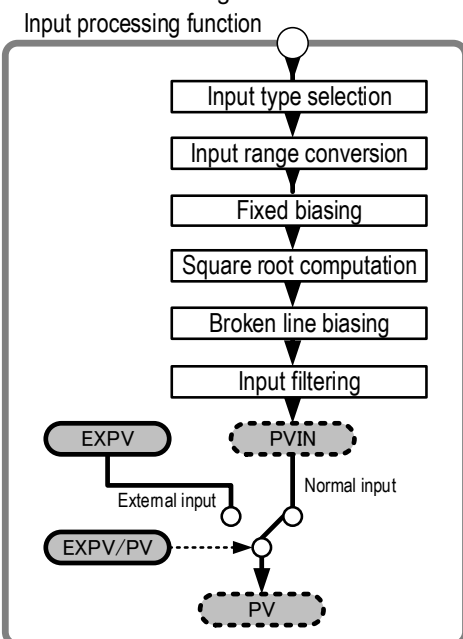 Input processing function
Input type selection
Input range conversion
Fixed biasing
Square root computation
Broken line biasing
Input filtering
EXPV
PVIN
External input
Normal input
EXPV/PV
PV